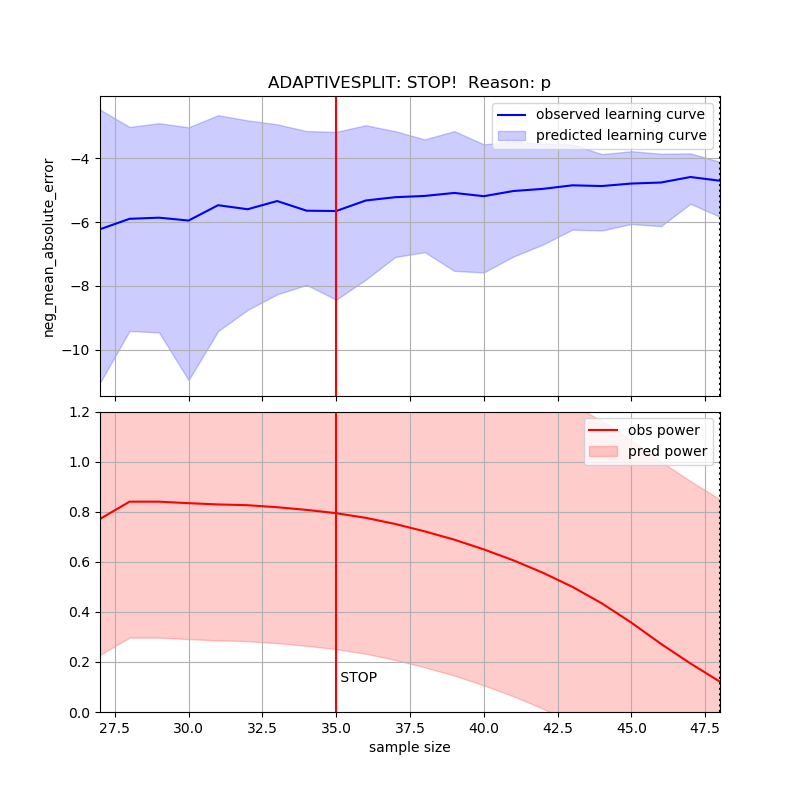 ADAPTIVESPLIT: STOP!  Reason: p
observed learning curve
predicted learning curve
neg_mean_absolute_error
−4
−6
−8
−10
obs power
pred power
1.2
1.0
0.8
0.6
0.4
0.2
0.0
STOP
27.5 30.0 32.5 35.0 37.5 40.0 42.5 45.0 47.5
sample size